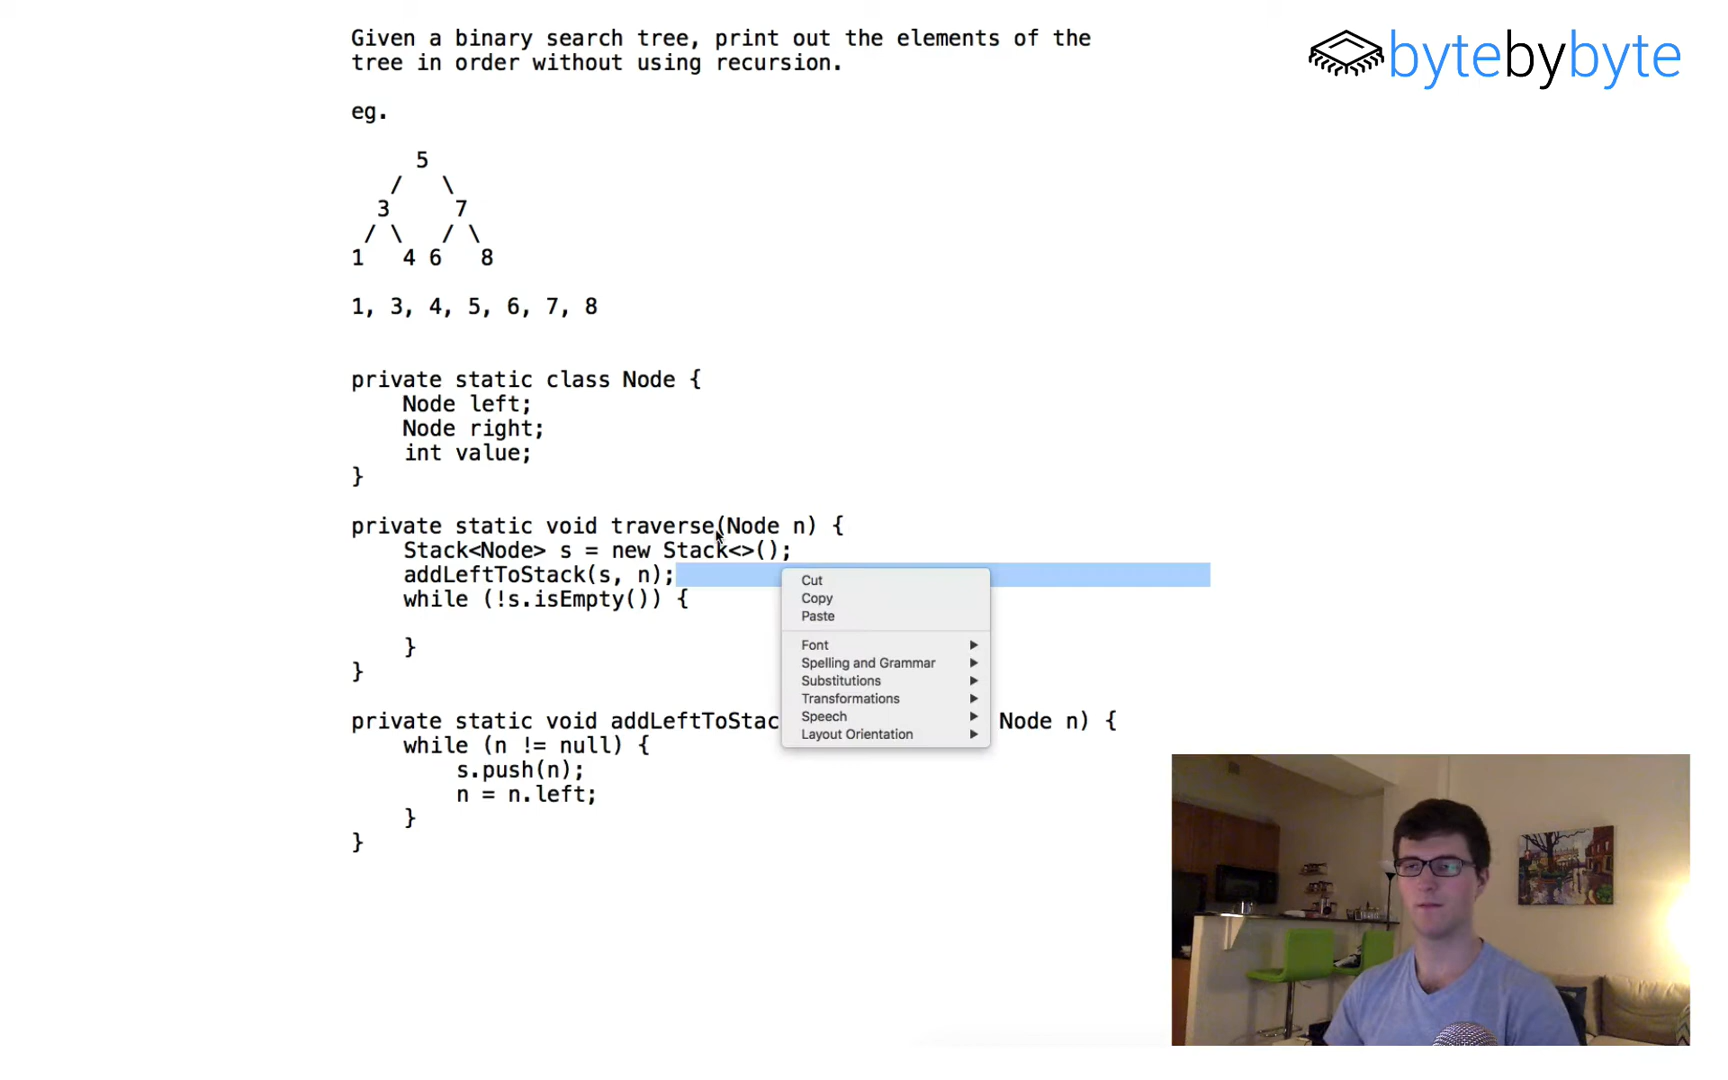 Given a binary search tree, print out the elements of the
tree in order without using recursion.
bytebybyte
eg.
5
/ \
3 7
/ \ / \
1 4 6 8
1, 3, 4, 5, 6, 7, 8
private static class Node {
Node left;
Node right;
int value;
}
private static void traverse(Node n) {
Stack<Node> s = new Stack<>();
addLeftToStack(s, n);
while (!s.isEmpty()) {
}
}
Cut
Copy
Paste
Font
Spelling and Grammar
Substitutions
Transformations
Speech
Layout Orientation
private static void addLeftToStac Node n) {
while (n != null) {
s.push(n);
n = n.left;
}
}